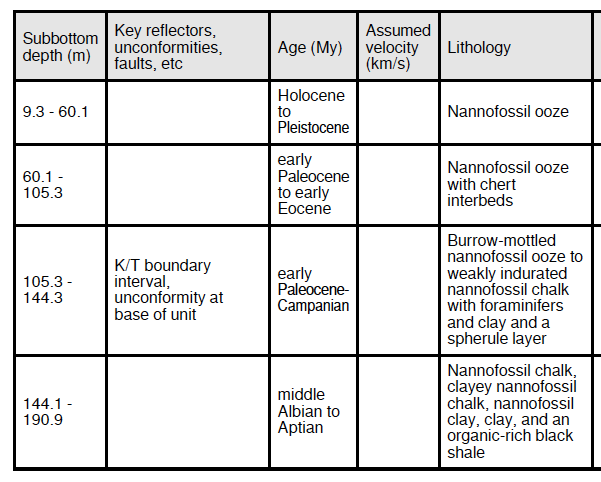 Subbottom
depth (m)
Key reflectors,
unconformities,
faults, etc
Age (My)
Assumed
velocity
(km/s)
Lithology
9.3 - 60.1
Holocene
to
Pleistocene
Nannofossil ooze
60.1 -
105.3
early
Paleocene
to early
Eocene
Nannofossil ooze
with chert
interbeds
105.3 -
144.3
K/T boundary
interval,
unconformity at
base of unit
early
Paleocene-
Campanian
Burrow-mottled
nannofossil ooze to
weakly indurated
nannofossil chalk
with foraminifers
and clay and a
spherule layer
144.1 -
190.9
middle
Albian to
Aptian
Nannofossil chalk,
clayey nannofossil
chalk, nannofossil
clay, clay, and an
organic-rich black
shale